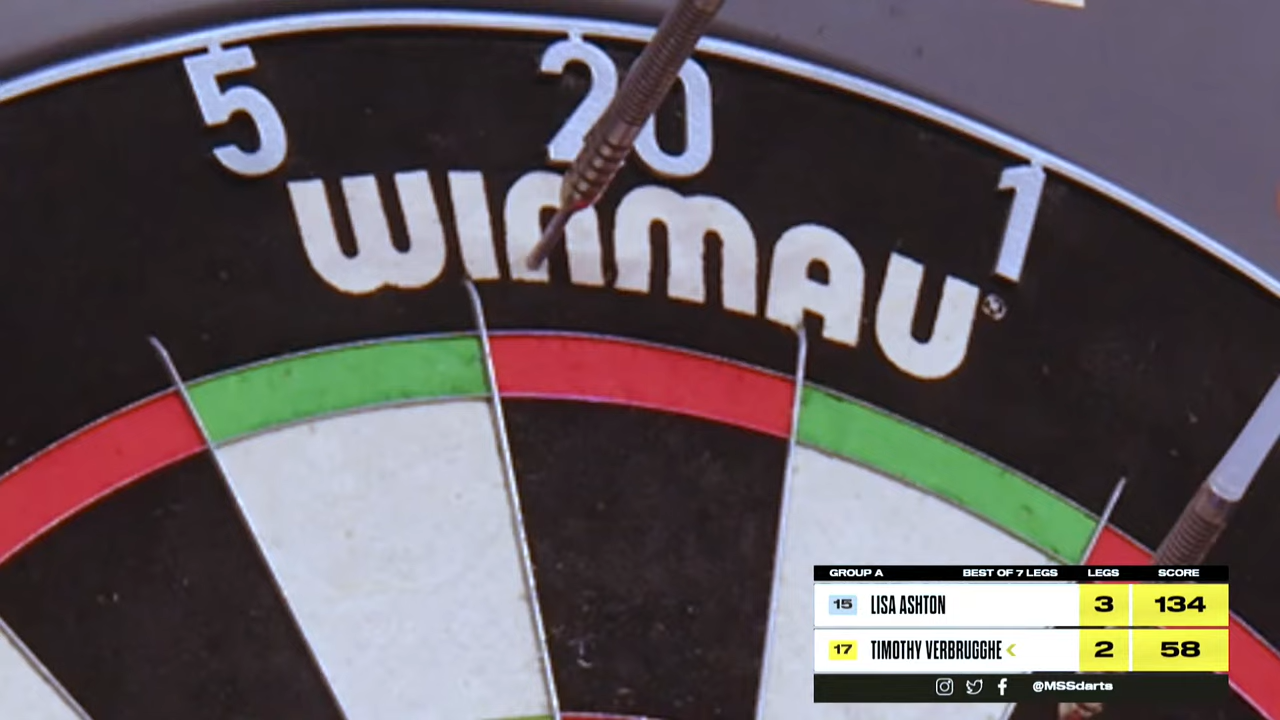 5 20 1
WINMAU®
GROUP A BEST OF 7 LEGS LEGS SCORE
15 LISA ASHTON 3 134
17 TIMOTHY VERBRUGGHE < 2 58
@MSSdarts